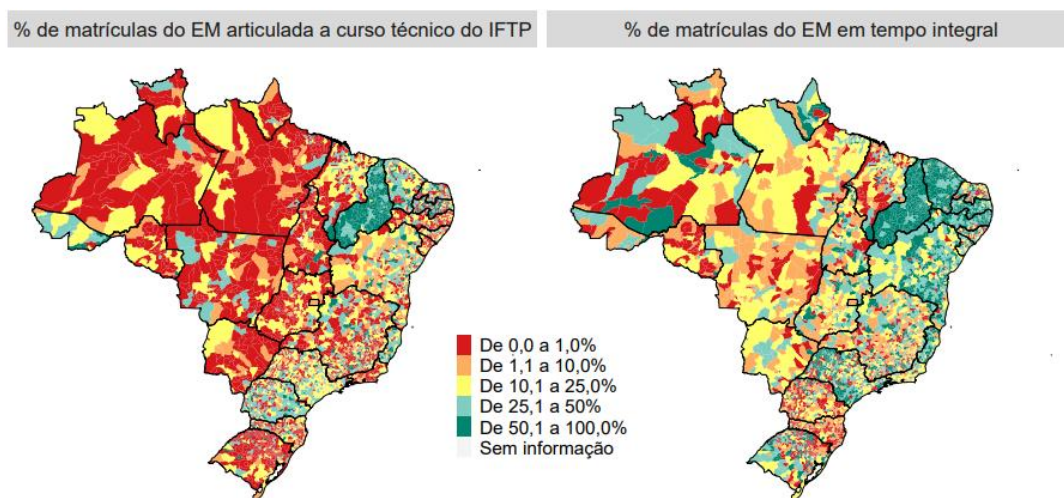 % de matrículas do EM articulada a curso técnico do IFTP
% de matrículas do EM em tempo integral
De 0,0 a 1,0%
De 1,1 a 10,0%
De 10,1 a 25,0%
De 25,1 a 50%
De 50,1 a 100,0%
Sem informação